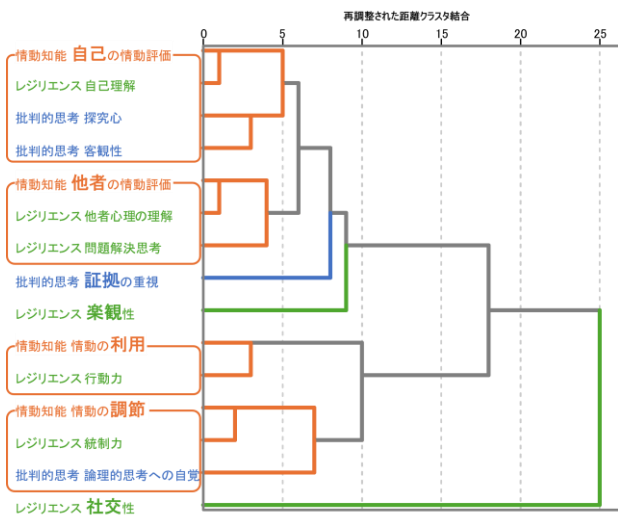 再調整された距離クラスタ結合
0 5 10 15 20 25
情動知能 自己の情動評価
レジリエンス 自己理解
批判的思考 探究心
批判的思考 客観性
情動知能 他者の情動評価
レジリエンス 他者心理の理解
レジリエンス 問題解決思考
批判的思考 証拠の重視
レジリエンス 楽観性
情動知能 情動の利用
レジリエンス 行動力
情動知能 情動の調節
レジリエンス 統制力
批判的思考 論理的思考への自覚
レジリエンス 社交性